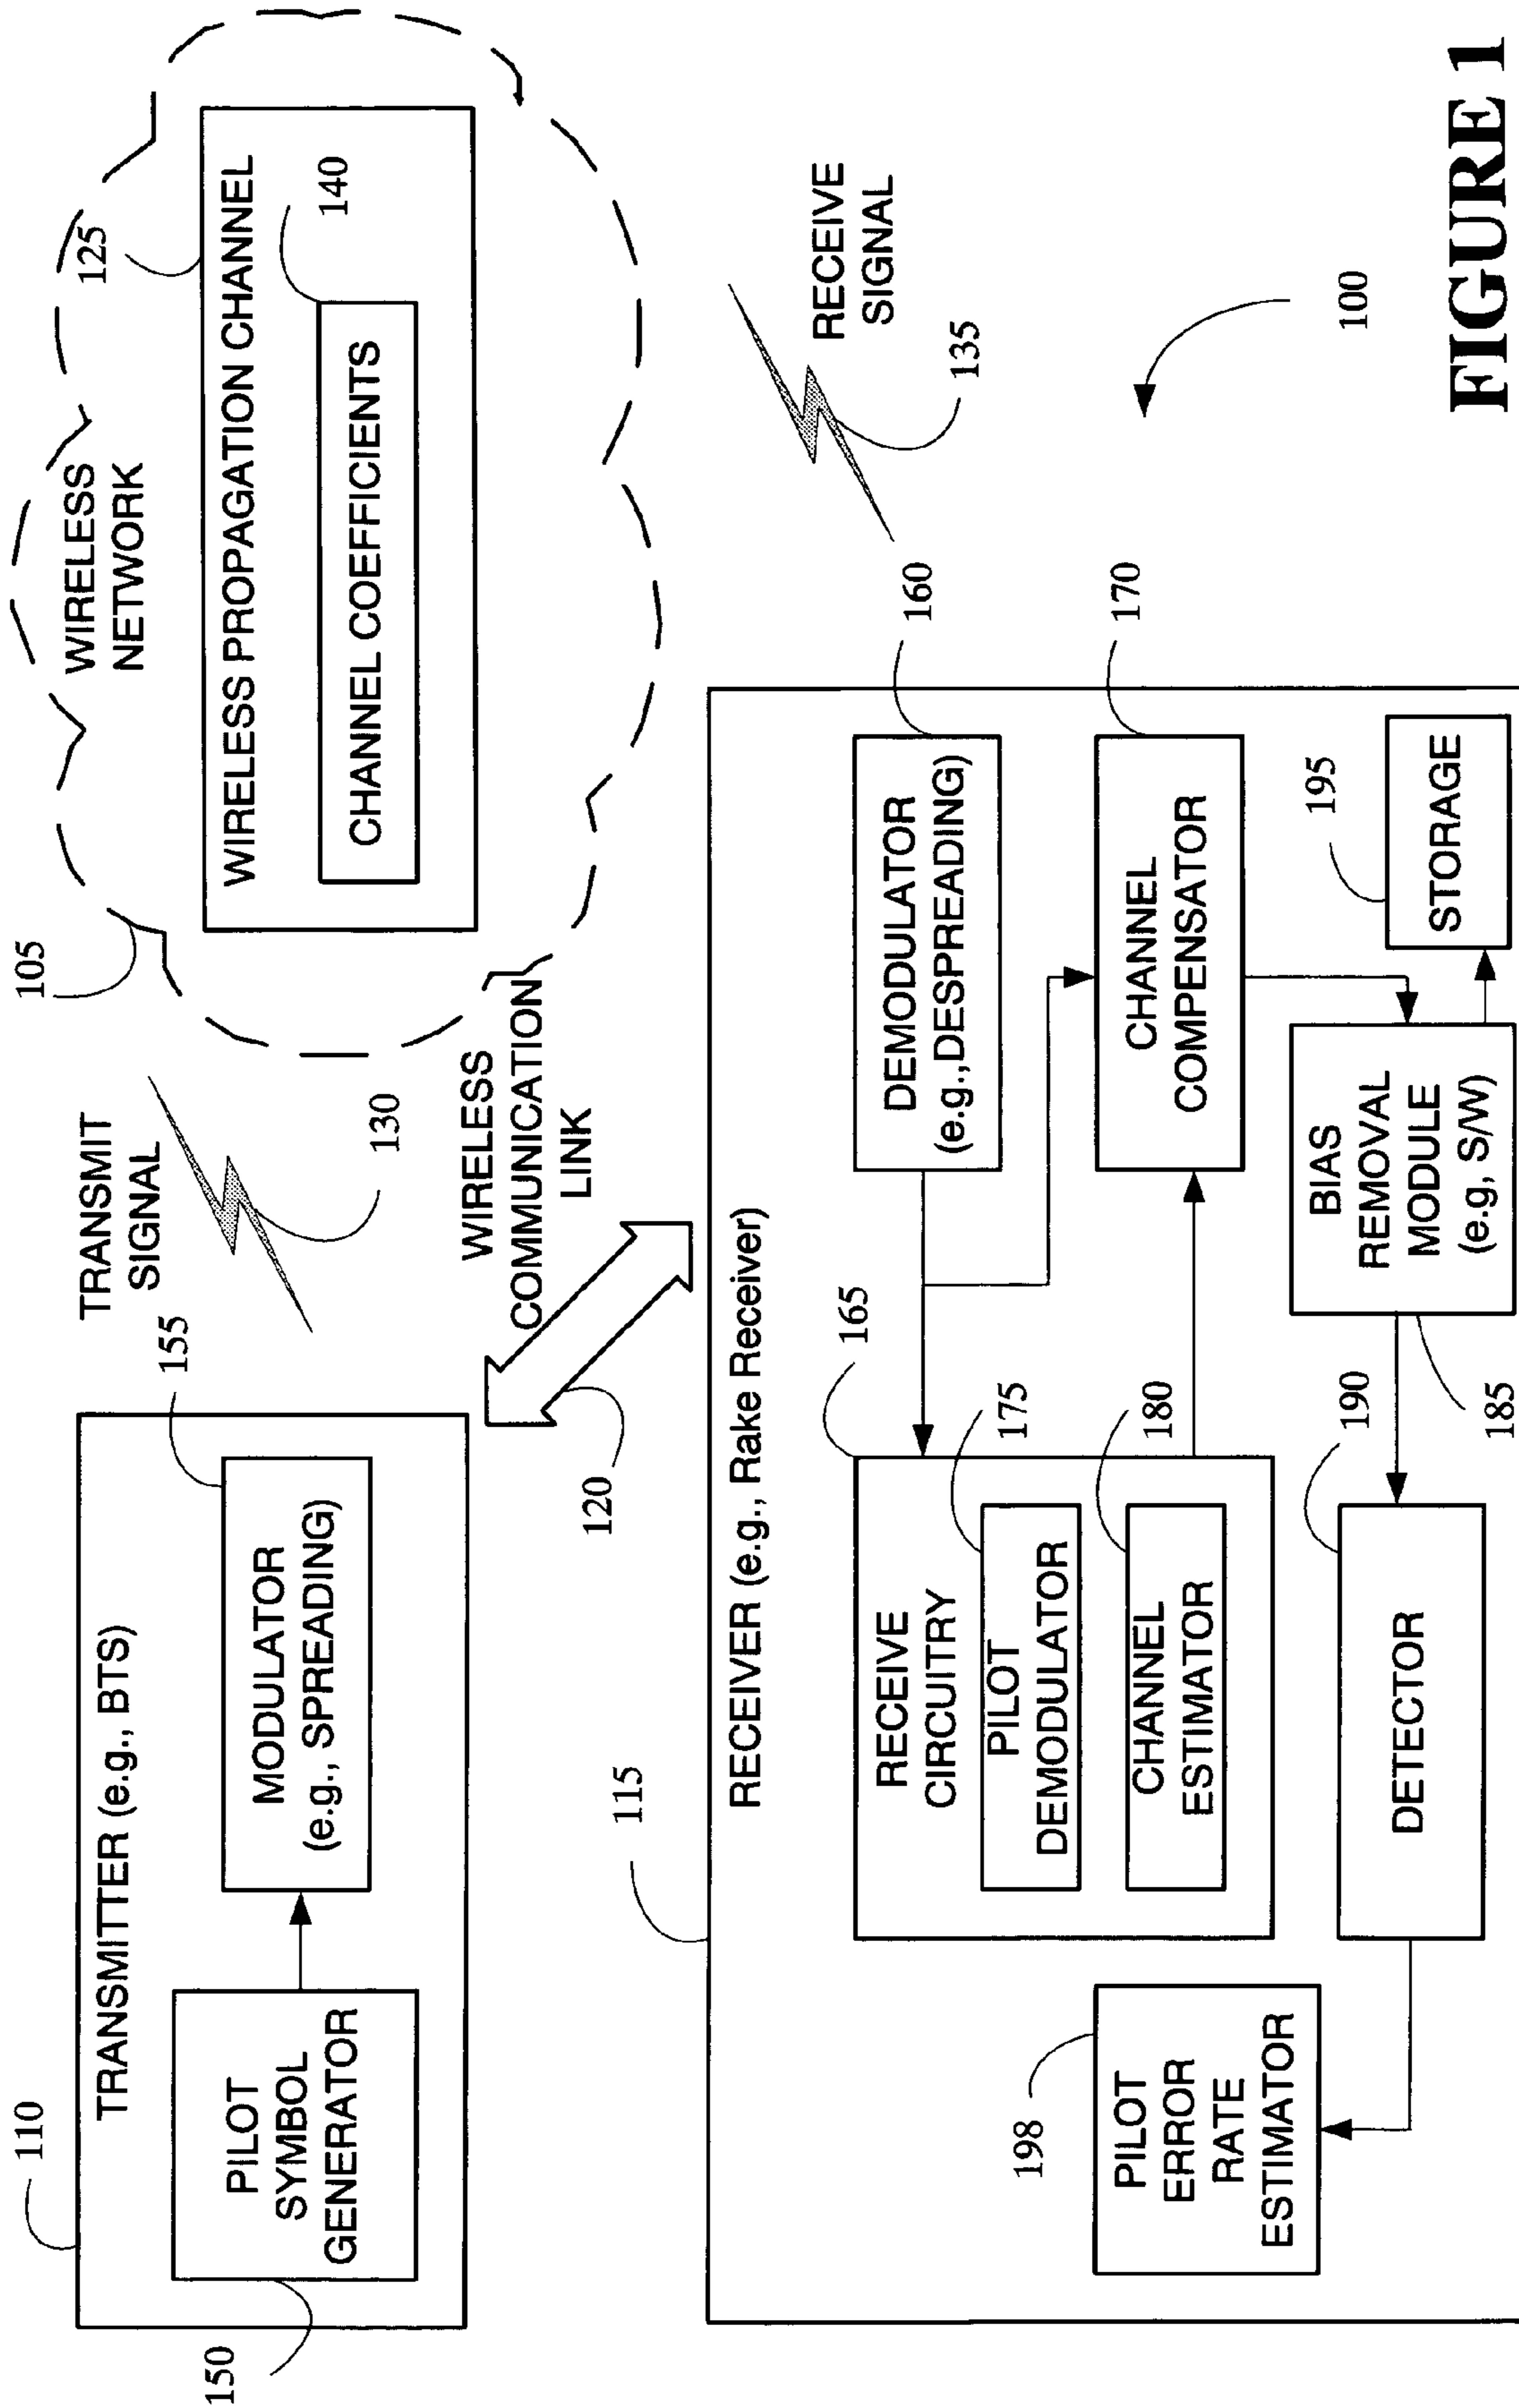 110
TRANSMITTER (e.g., BTS)
PILOT
SYMBOL
GENERATOR
150
MODULATOR
(e.g., SPREADING)
155
TRANSMIT
SIGNAL
130
105
WIRELESS
NETWORK
125
WIRELESS PROPAGATION CHANNEL
140
CHANNEL COEFFICIENTS
WIRELESS
COMMUNICATION
LINK
120
RECEIVE
SIGNAL
135
100
115
RECEIVER (e.g., Rake Receiver)
165
RECEIVE
CIRCUITRY
PILOT
DEMODULATOR
175
CHANNEL
ESTIMATOR
180
DEMODULATOR
(e.g.,DESPREADING)
160
CHANNEL
COMPENSATOR
170
198
PILOT
ERROR
RATE
ESTIMATOR
DETECTOR
190
BIAS
REMOVAL
MODULE
(e.g, S/W)
185
195
STORAGE
FIGURE 1